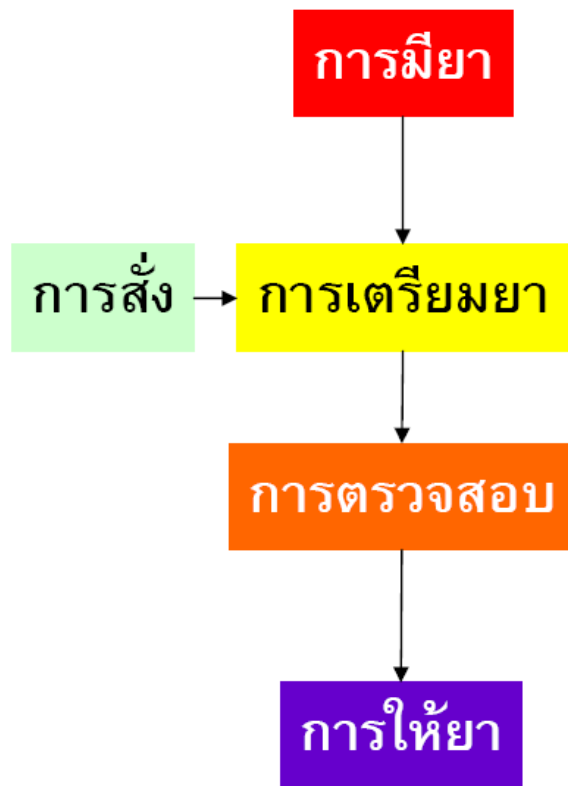 การมียา
การสั่ง
การเตรียมยา
การตรวจสอบ
การให้ยา